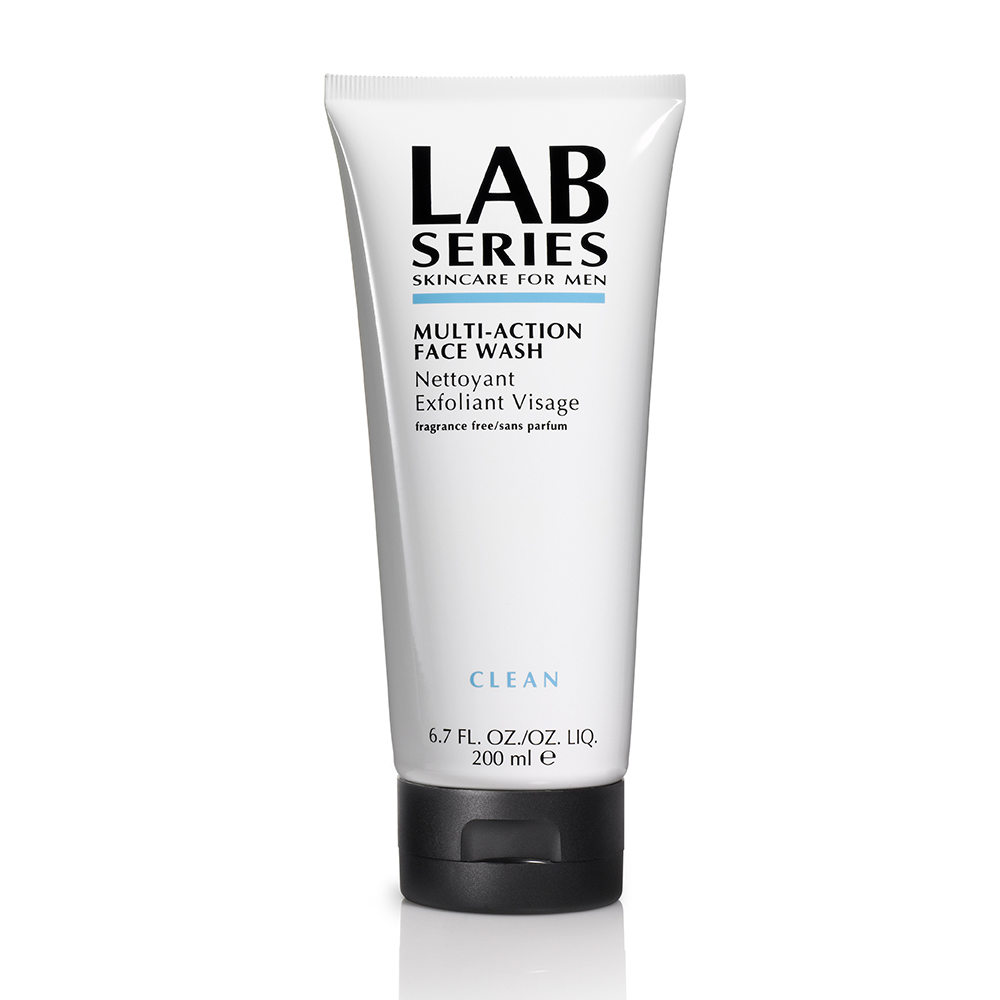 LAB
SERIES
SKINCARE FOR MEN
MULTI-ACTION
FACE WASH
Nettoyant
Exfoliant Visage
fragrance free/sans parfum
CLEAN
6.7 FL. OZ./OZ. LIQ.
200 ml ℮